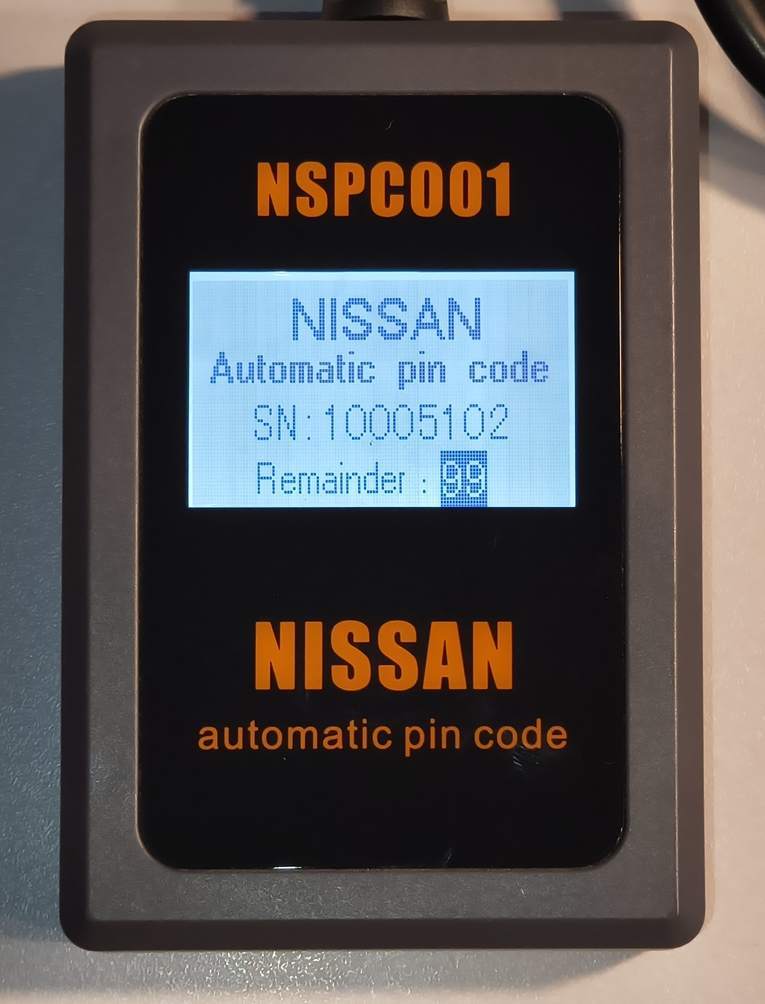 NSPC001
NISSAN
Automatic pin code
SN:10005102
Remainder : 99
NISSAN
automatic pin code